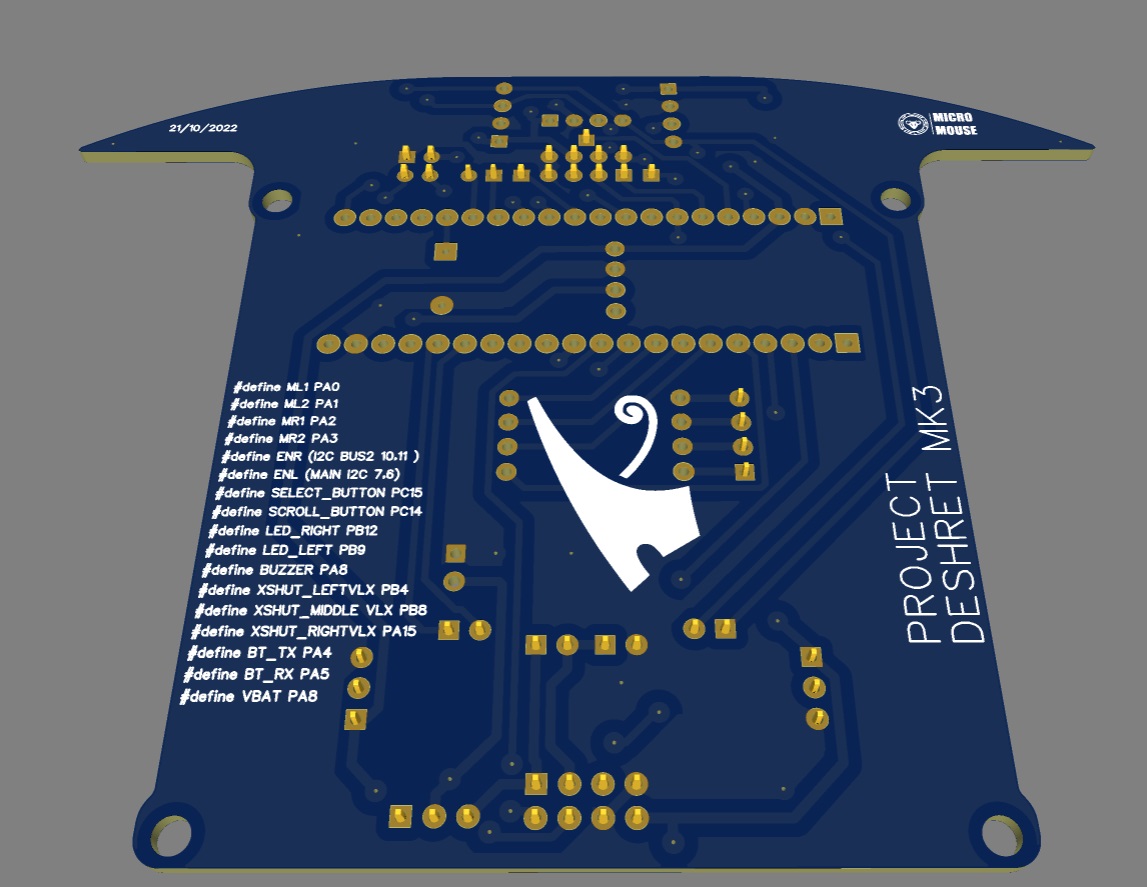 21/10/2022
MICRO
MOUSE
#define ML1 PA0
#define ML2 PA1
#define MR1 PA2
#define MR2 PA3
#define ENR (I2C BUS2 10.11 )
#define ENL (MAIN I2C 7.6)
#define SELECT_BUTTON PC15
#define SCROLL_BUTTON PC14
#define LED_RIGHT PB12
#define LED_LEFT PB9
#define BUZZER PA8
#define XSHUT_LEFTVLX PB4
#define XSHUT_MIDDLE VLX PB8
#define XSHUT_RIGHTVLX PA15
#define BT_TX PA4
#define BT_RX PA5
#define VBAT PA8
PROJECT
DESHRET MK3